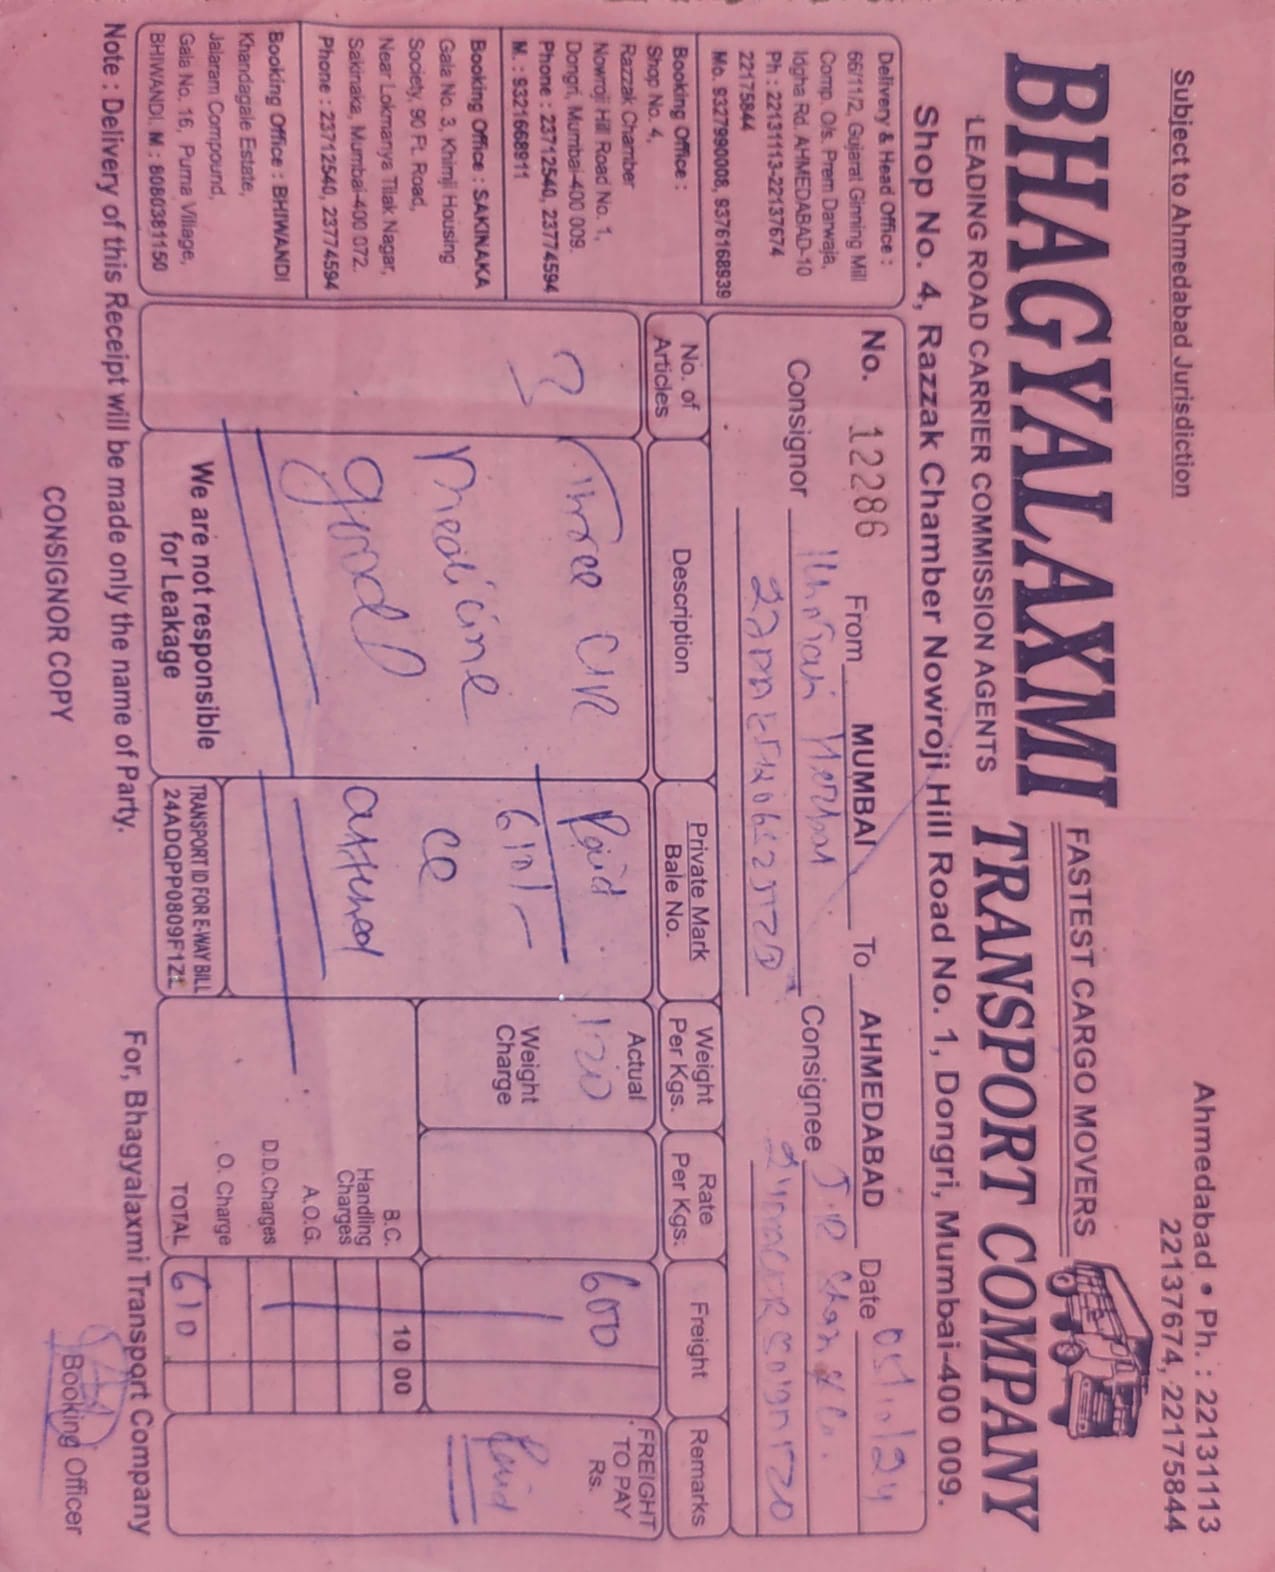 Subject to Ahmedabad Jurisdiction
Ahmedabad • Ph. : 22131113
22137674, 22175844
BHAGYALAXMI
FASTEST CARGO MOVERS
TRANSPORT COMPANY
LEADING ROAD CARRIER COMMISSION AGENTS
Shop No. 4, Razzak Chamber Nowroji Hill Road No. 1, Dongri, Mumbai-400 009.
Delivery & Head Office :
66/11/2, Gujarat Ginning Mill
Comp. O/s. Prem Darwaja,
Idgha Rd. AHMEDABAD-10
Ph : 22131113-22137674
22175844
Mo. 9327990008, 9376168939
Booking Office :
Shop No. 4,
Razzak Chamber
Nowroji Hill Road No. 1,
Dongri, Mumbai-400 009.
Phone : 23712540, 23774594
M. : 9321668911
Booking Office : SAKINAKA
Gala No. 3, Khimji Housing
Society, 90 Ft. Road,
Near Lokmanya Tilak Nagar,
Sakinaka, Mumbai-400 072.
Phone : 23712540, 23774594
Booking Office : BHIWANDI
Khandagale Estate,
Jalaram Compound,
Gala No. 16, Purna Village,
BHIWANDI. M : 8080381150
No. 12286 From MUMBAI To AHMEDABAD Date 05/10/24
Consignor
Consignee
No. of Articles
Description
Private Mark
Bale No.
Weight
Per Kgs.
Rate
Per Kgs.
Freight
Remarks
Three
medicine
good
We are not responsible
for Leakage
Paid
610/-
TRANSPORT ID FOR E-WAY BILL
24ADQPP0809F1Z
Actual
120
Weight
Charge
600
FREIGHT
TO PAY
Rs.
Paid
B.C. 10 00
Handling
Charges
A.O.G.
D.D.Charges
O. Charge
TOTAL 610
Note : Delivery of this Receipt will be made only the name of Party.
For, Bhagyalaxmi Transport Company
CONSIGNOR COPY
Booking Officer